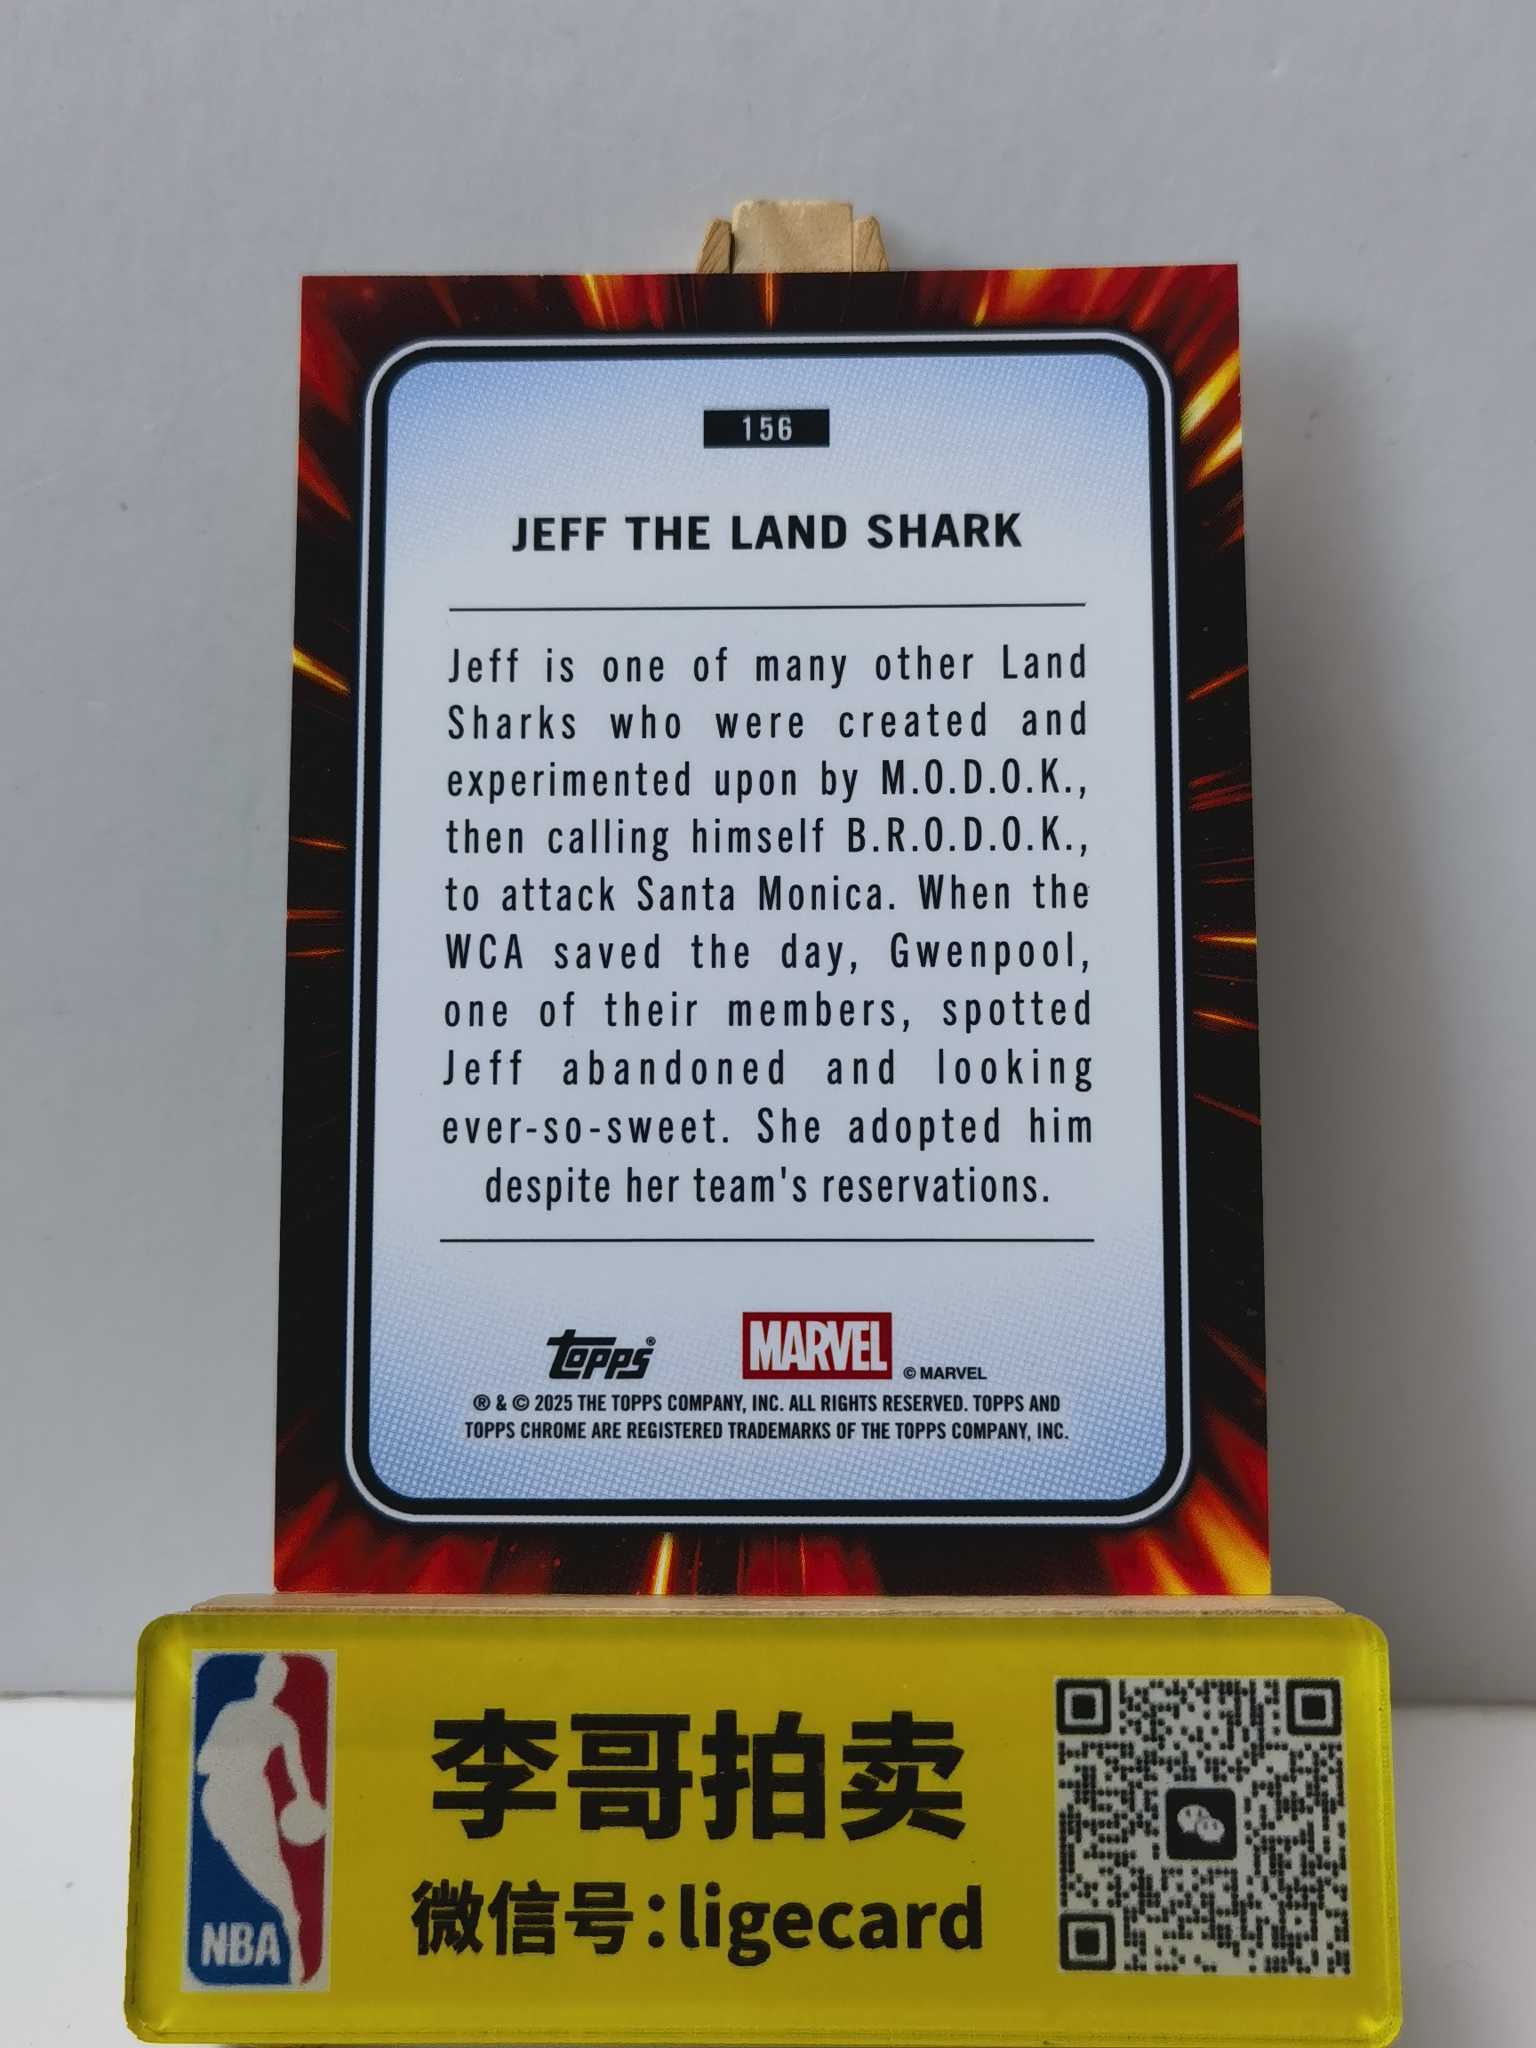 156
JEFF THE LAND SHARK
Jeff is one of many other Land
Sharks who were created and
experimented upon by M.O.D.O.K.,
then calling himself B.R.O.D.O.K.,
to attack Santa Monica. When the
WCA saved the day, Gwenpool,
one of their members, spotted
Jeff abandoned and looking
ever-so-sweet. She adopted him
despite her team's reservations.
topps®
MARVEL © MARVEL
® & © 2025 THE TOPPS COMPANY, INC. ALL RIGHTS RESERVED. TOPPS AND
TOPPS CHROME ARE REGISTERED TRADEMARKS OF THE TOPPS COMPANY, INC.
李哥拍卖
微信号:ligecard
NBA